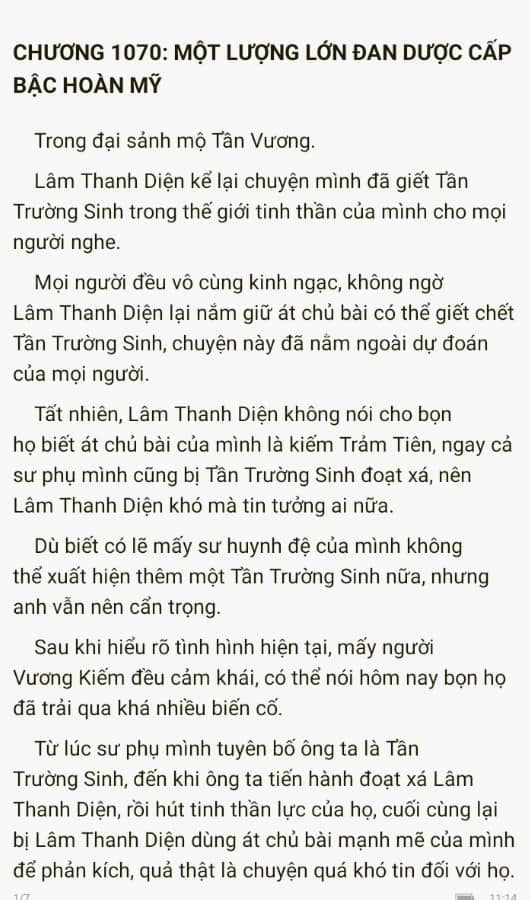 CHƯƠNG 1070: MỘT LƯỢNG LỚN ĐAN DƯỢC CẤP
BẬC HOÀN MỸ
Trong đại sảnh mộ Tần Vương.
Lâm Thanh Diện kể lại chuyện mình đã giết Tần
Trường Sinh trong thế giới tinh thần của mình cho mọi
người nghe.
Mọi người đều vô cùng kinh ngạc, không ngờ
Lâm Thanh Diện lại nắm giữ át chủ bài có thể giết chết
Tần Trường Sinh, chuyện này đã nằm ngoài dự đoán
của mọi người.
Tất nhiên, Lâm Thanh Diện không nói cho bọn
họ biết át chủ bài của mình là kiếm Trảm Tiên, ngay cả
sư phụ mình cũng bị Tần Trường Sinh đoạt xá, nên
Lâm Thanh Diện khó mà tin tưởng ai nữa.
Dù biết có lẽ mấy sư huynh đệ của mình không
thể xuất hiện thêm một Tần Trường Sinh nữa, nhưng
anh vẫn nên cẩn trọng.
Sau khi hiểu rõ tình hình hiện tại, mấy người
Vương Kiếm đều cảm khái, có thể nói hôm nay bọn họ
đã trải qua khá nhiều biến cố.
Từ lúc sư phụ mình tuyên bố ông ta là Tần
Trường Sinh, đến khi ông ta tiến hành đoạt xá Lâm
Thanh Diện, rồi hút tinh thần lực của họ, cuối cùng lại
bị Lâm Thanh Diện dùng át chủ bài mạnh mẽ của mình
để phản kích, quả thật là chuyện quá khó tin đối với họ.
1/7
11:14